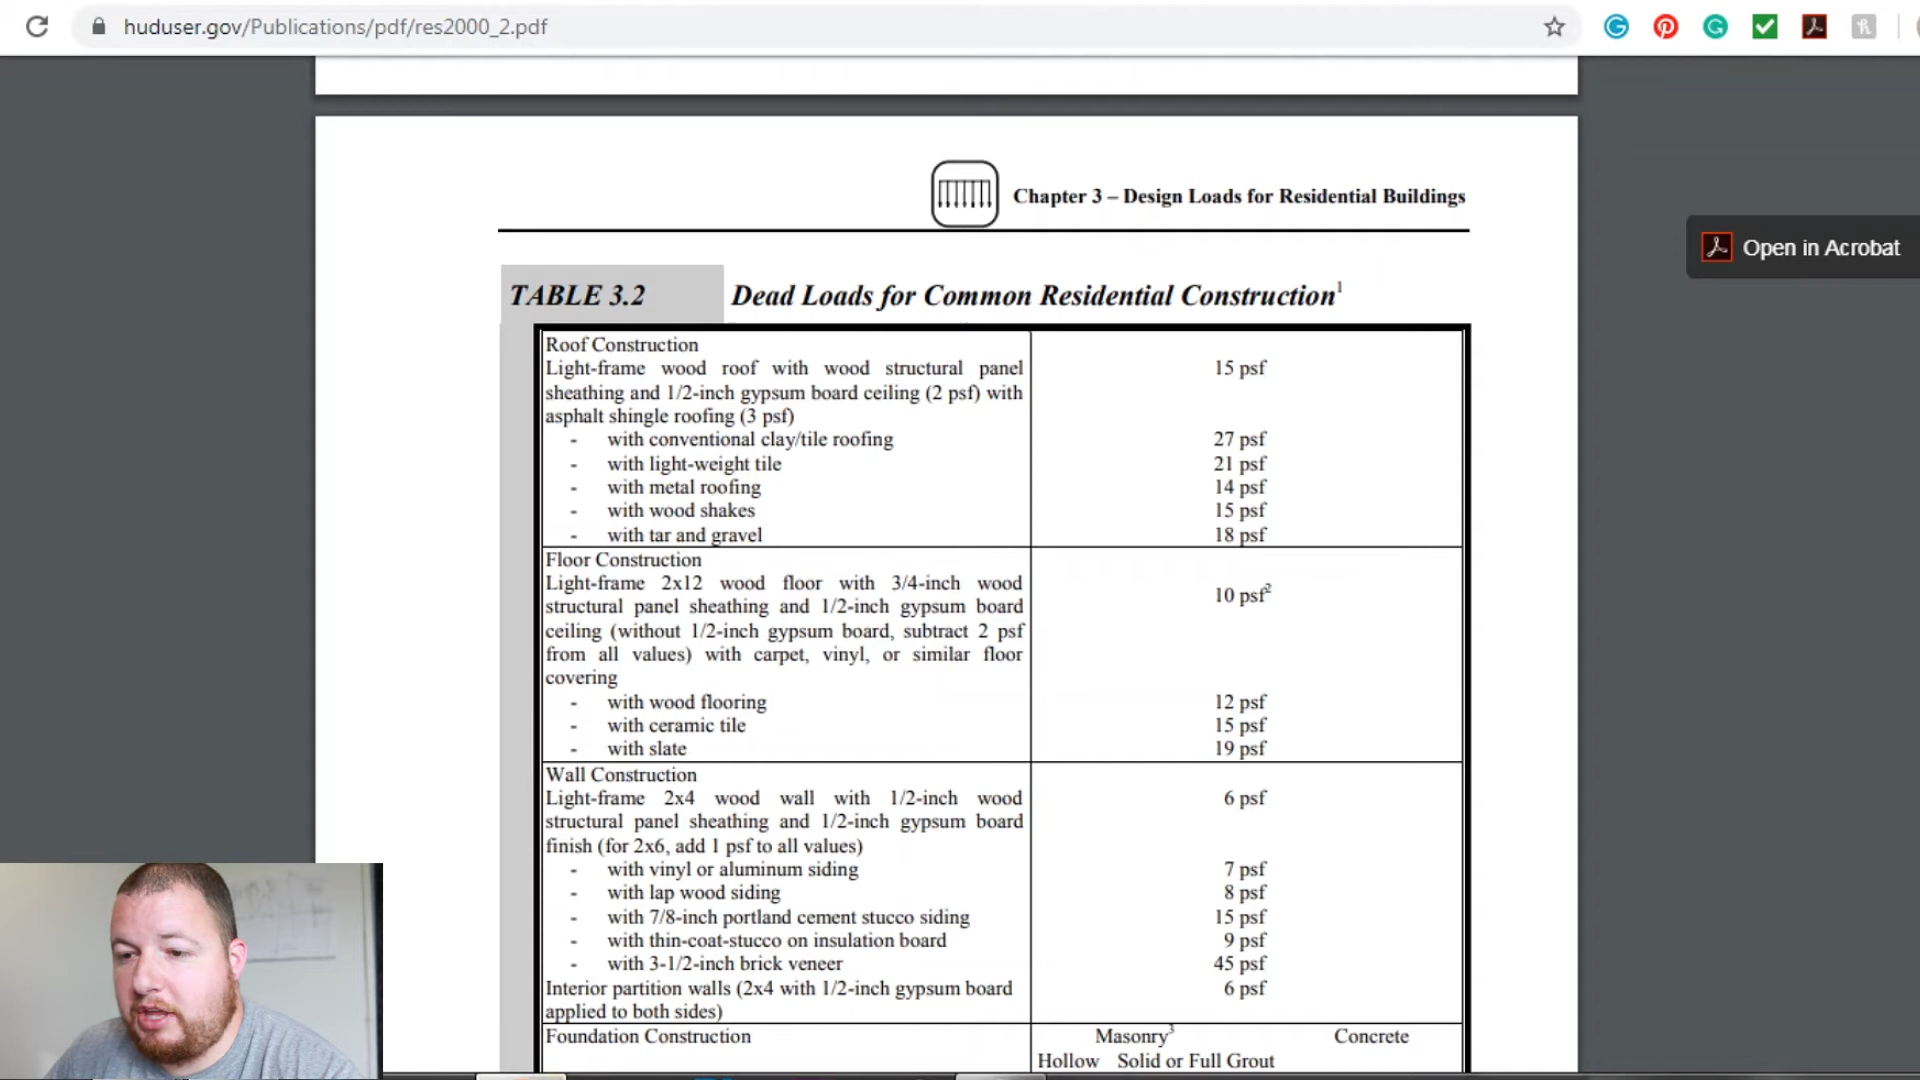 huduser.gov/Publications/pdf/res2000_2.pdf
Chapter 3 – Design Loads for Residential Buildings
Open in Acrobat
TABLE 3.2 Dead Loads for Common Residential Construction¹
Roof Construction
Light-frame wood roof with wood structural panel 15 psf
sheathing and 1/2-inch gypsum board ceiling (2 psf) with
asphalt shingle roofing (3 psf)
- with conventional clay/tile roofing 27 psf
- with light-weight tile 21 psf
- with metal roofing 14 psf
- with wood shakes 15 psf
- with tar and gravel 18 psf
Floor Construction
Light-frame 2x12 wood floor with 3/4-inch wood 10 psf²
structural panel sheathing and 1/2-inch gypsum board
ceiling (without 1/2-inch gypsum board, subtract 2 psf
from all values) with carpet, vinyl, or similar floor
covering
- with wood flooring 12 psf
- with ceramic tile 15 psf
- with slate 19 psf
Wall Construction
Light-frame 2x4 wood wall with 1/2-inch wood 6 psf
structural panel sheathing and 1/2-inch gypsum board
finish (for 2x6, add 1 psf to all values)
- with vinyl or aluminum siding 7 psf
- with lap wood siding 8 psf
- with 7/8-inch portland cement stucco siding 15 psf
- with thin-coat-stucco on insulation board 9 psf
- with 3-1/2-inch brick veneer 45 psf
Interior partition walls (2x4 with 1/2-inch gypsum board 6 psf
applied to both sides)
Foundation Construction Masonry³ Concrete
Hollow Solid or Full Grout